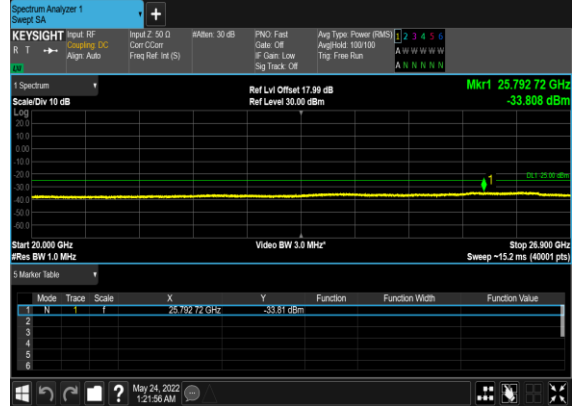 Spectrum Analyzer 1
Swept SA
+
KEYSIGHT
R T
Input: RF
Coupling: DC
Align: Auto
Input Z: 50 Ω
Corr CCorr
Freq Ref: Int (S)
#Atten: 30 dB
PNO: Fast
Gate: Off
IF Gain: Low
Sig Track: Off
Avg Type: Power (RMS)
Avg|Hold: 100/100
Trig: Free Run
1 2 3 4 5 6
A W W W W W
A N N N N N
1 Spectrum
Scale/Div 10 dB
Log
Ref Lvl Offset 17.99 dB
Ref Level 30.00 dBm
Mkr1 25.792 72 GHz
-33.808 dBm
20.0
10.0
0.00
-10.0
-20.0
-30.0
-40.0
-50.0
-60.0
1
DL1 -25.00 dBm
Start 20.000 GHz
#Res BW 1.0 MHz
Video BW 3.0 MHz*
Stop 26.900 GHz
Sweep ~15.2 ms (40001 pts)
5 Marker Table
Mode Trace Scale X Y Function Function Width Function Value
1 N 1 f 25.792 72 GHz -33.81 dBm
2
3
4
5
6
?
May 24, 2022
1:21:56 AM